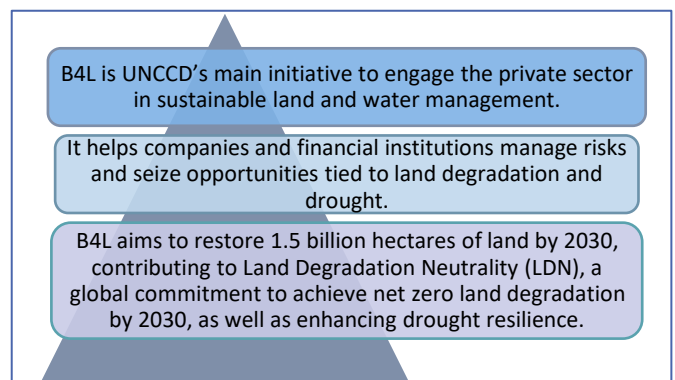 B4L is UNCCD’s main initiative to engage the private sector
in sustainable land and water management.
It helps companies and financial institutions manage risks
and seize opportunities tied to land degradation and
drought.
B4L aims to restore 1.5 billion hectares of land by 2030,
contributing to Land Degradation Neutrality (LDN), a
global commitment to achieve net zero land degradation
by 2030, as well as enhancing drought resilience.